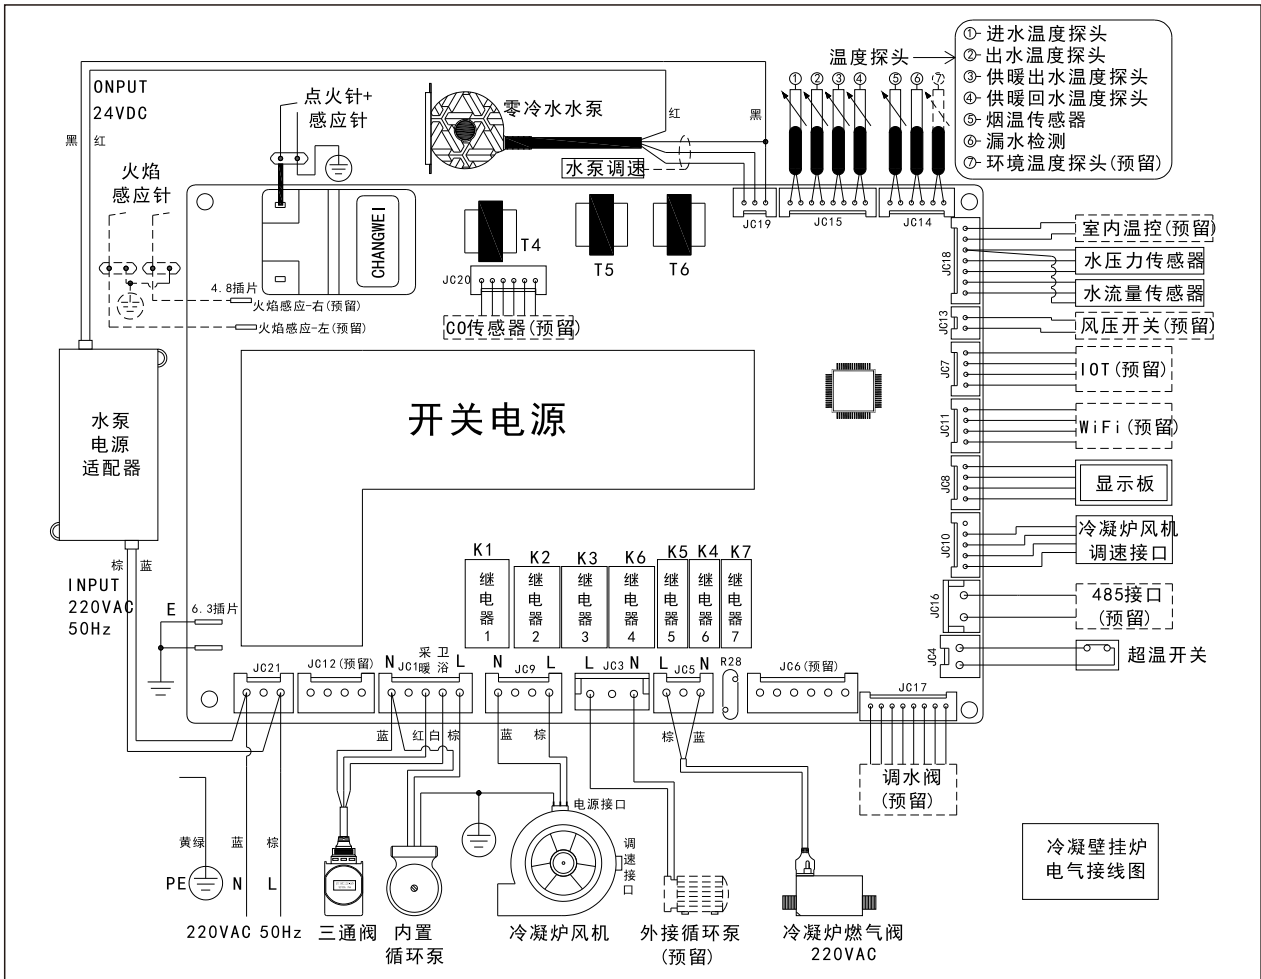 ①-进水温度探头
②-出水温度探头
③-供暖出水温度探头
④-供暖回水温度探头
⑤-烟温传感器
⑥-漏水检测
⑦-环境温度探头(预留)
温度探头
① ② ③ ④ ⑤ ⑥ ⑦
ONPUT
24VDC
黑 红
点火针+
感应针
零冷水水泵
红
黑
水泵调速
火焰
感应针
CHANGWEI
4.8插片
火焰感应-右(预留)
火焰感应-左(预留)
T4
T5
T6
JC20
CO传感器(预留)
JC19
JC15
JC14
JC18
室内温控(预留)
水压力传感器
水流量传感器
JC13
风压开关(预留)
JC7
IOT(预留)
JC11
WiFi(预留)
JC8
显示板
JC10
冷凝炉风机
调速接口
JC16
485接口
(预留)
JC4
超温开关
开关电源
水泵
电源
适配器
棕 蓝
INPUT
220VAC
50Hz
E
6.3插片
K1 K2 K3 K6 K5 K4 K7
继电器1
继电器2
继电器3
继电器4
继电器5
继电器6
继电器7
JC21
JC12(预留)
N JC1 采暖 卫浴 L
N JC9 L
L JC3 N
L JC5 N
R28
JC6(预留)
JC17
蓝 红 白 棕
蓝 棕
棕 蓝
调水阀
(预留)
电源接口
调速接口
黄绿 蓝 棕
PE N L
220VAC 50Hz
三通阀
内置
循环泵
冷凝炉风机
外接循环泵
(预留)
冷凝炉燃气阀
220VAC
冷凝壁挂炉
电气接线图